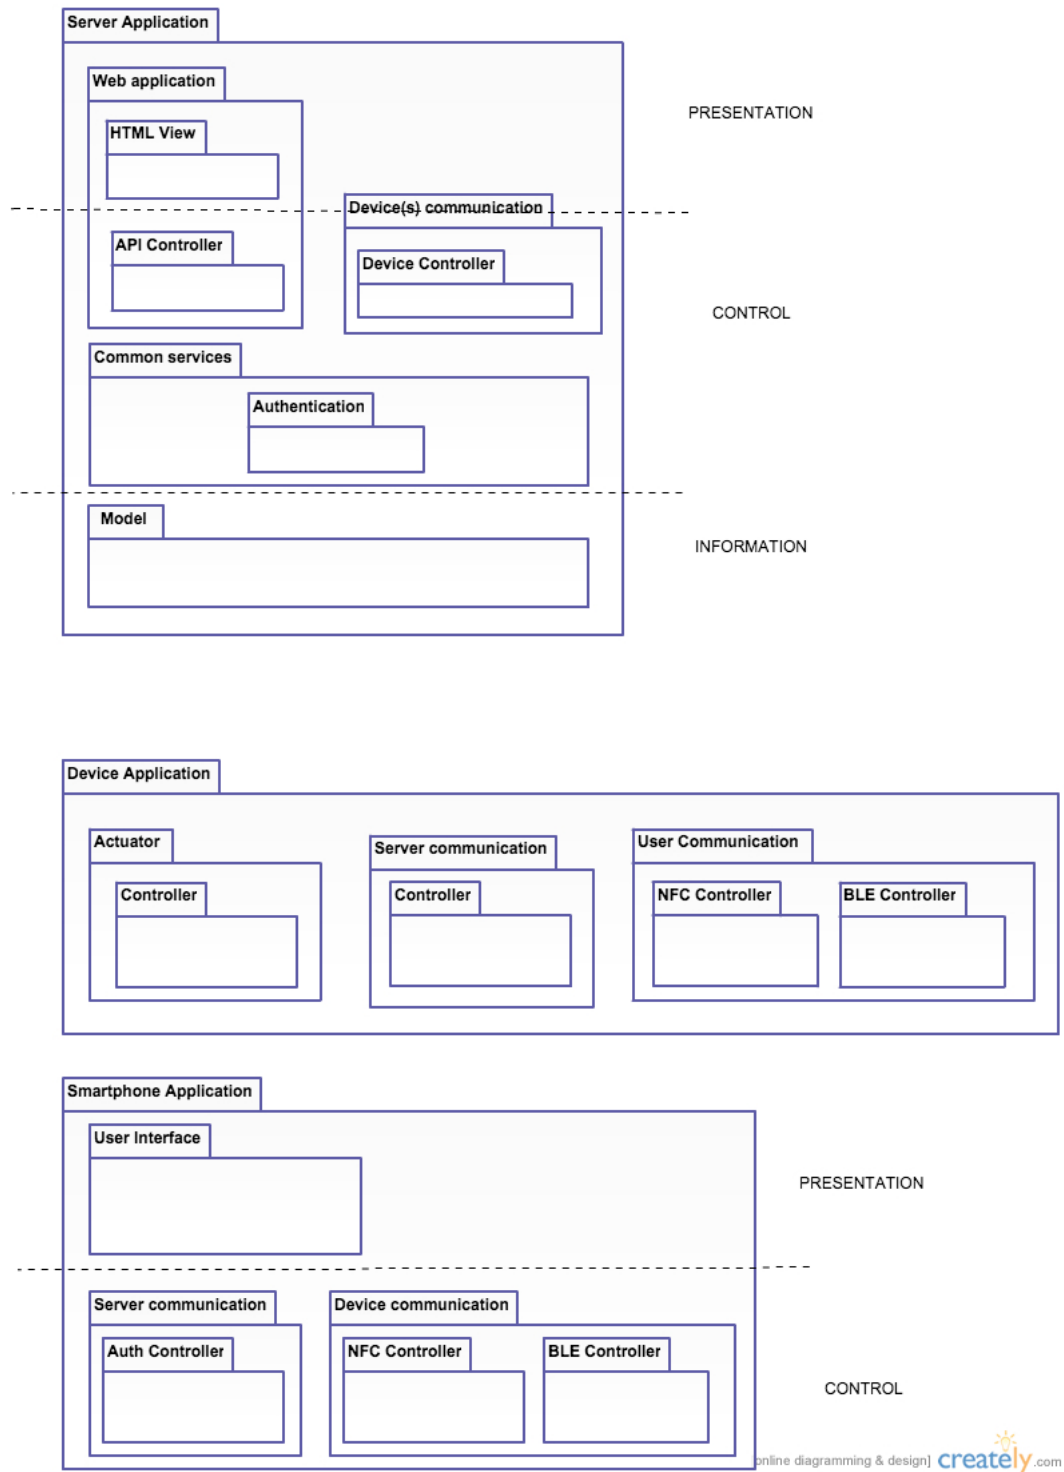 Server Application
Web application
PRESENTATION
HTML View
Device(s) communication
API Controller
Device Controller
CONTROL
Common services
Authentication
Model
INFORMATION
Device Application
Actuator
Server communication
User Communication
Controller
Controller
NFC Controller
BLE Controller
Smartphone Application
User Interface
PRESENTATION
Server communication
Device communication
Auth Controller
NFC Controller
BLE Controller
CONTROL
online diagramming & design] creately.com